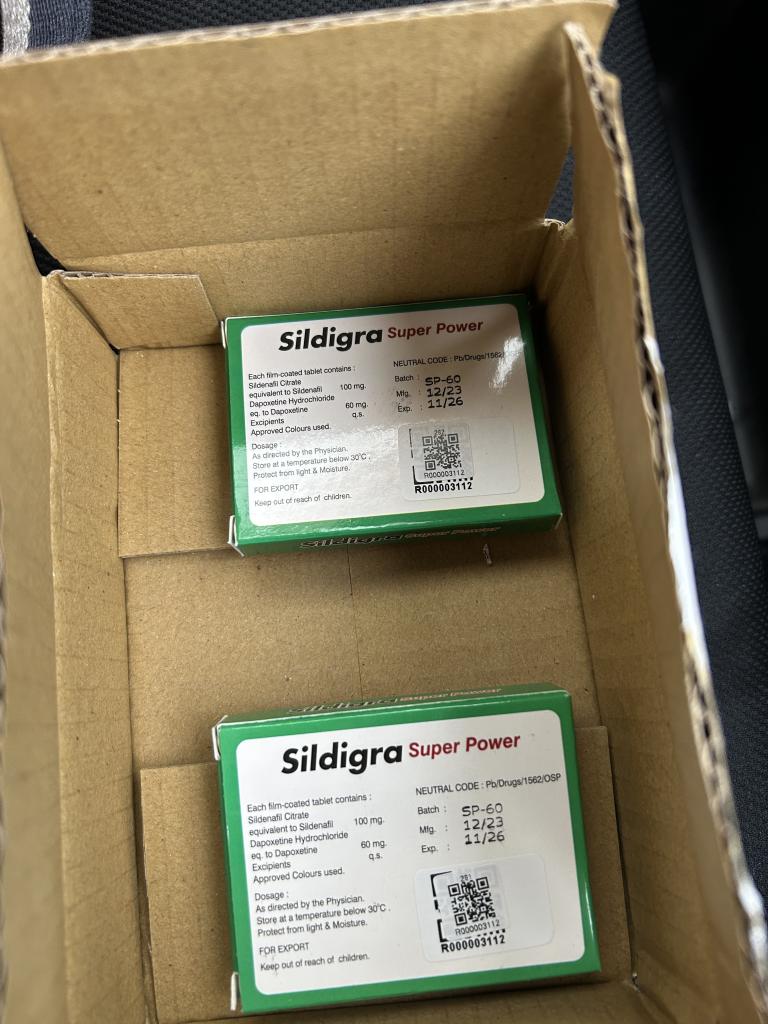 Sildigra Super Power
Each film-coated tablet contains :
Sildenafil Citrate
equivalent to Sildenafil 100 mg.
Dapoxetine Hydrochloride
eq. to Dapoxetine 60 mg.
Excipients q.s.
Approved Colours used.
Dosage :
As directed by the Physician.
Store at a temperature below 30°C .
Protect from light & Moisture.
FOR EXPORT
Keep out of reach of children.
NEUTRAL CODE : Pb/Drugs/1562/
Batch : SP-60
Mfg. : 12/23
Exp. : 11/26
R000003112
R000003112
Sildigra Super Power
Sildigra Super Power
Sildigra Super Power
Each film-coated tablet contains :
Sildenafil Citrate
equivalent to Sildenafil 100 mg.
Dapoxetine Hydrochloride
eq. to Dapoxetine 60 mg.
Excipients q.s.
Approved Colours used.
Dosage :
As directed by the Physician.
Store at a temperature below 30°C .
Protect from light & Moisture.
FOR EXPORT
Keep out of reach of children.
NEUTRAL CODE : Pb/Drugs/1562/OSP
Batch : SP-60
Mfg. : 12/23
Exp. : 11/26
R000003112
R000003112